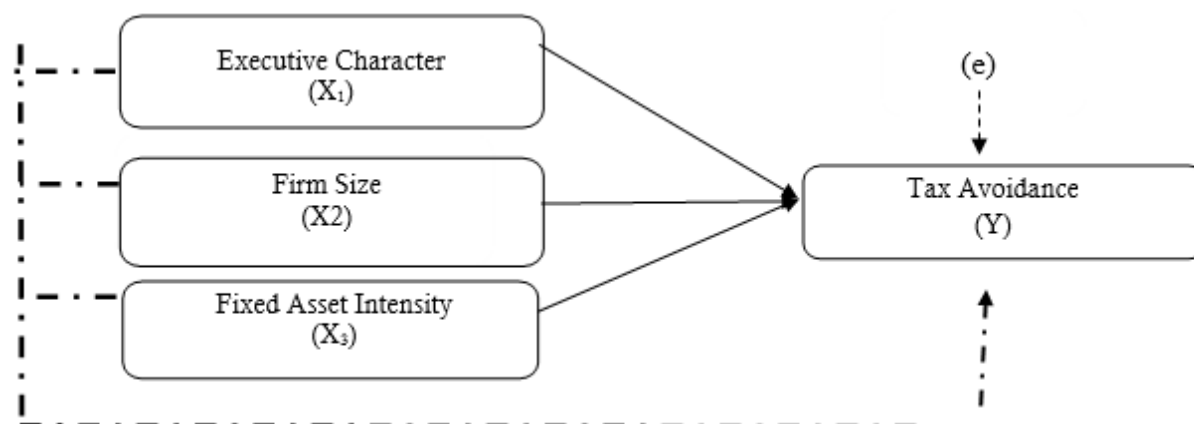 Executive Character
(X₁)
(e)
Firm Size
(X2)
Tax Avoidance
(Y)
Fixed Asset Intensity
(X₃)